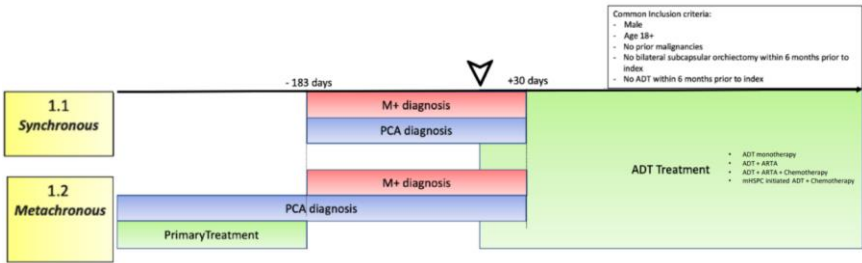 Common Inclusion criteria:
- Male
- Age 18+
- No prior malignancies
- No bilateral subcapsular orchiectomy within 6 months prior to
index
- No ADT within 6 months prior to index
- 183 days
+30 days
1.1
Synchronous
M+ diagnosis
PCA diagnosis
ADT Treatment
• ADT monotherapy
• ADT + ARTA
• ADT + ARTA + Chemotherapy
• mHSPC initiated ADT + Chemotherapy
1.2
Metachronous
M+ diagnosis
PCA diagnosis
PrimaryTreatment